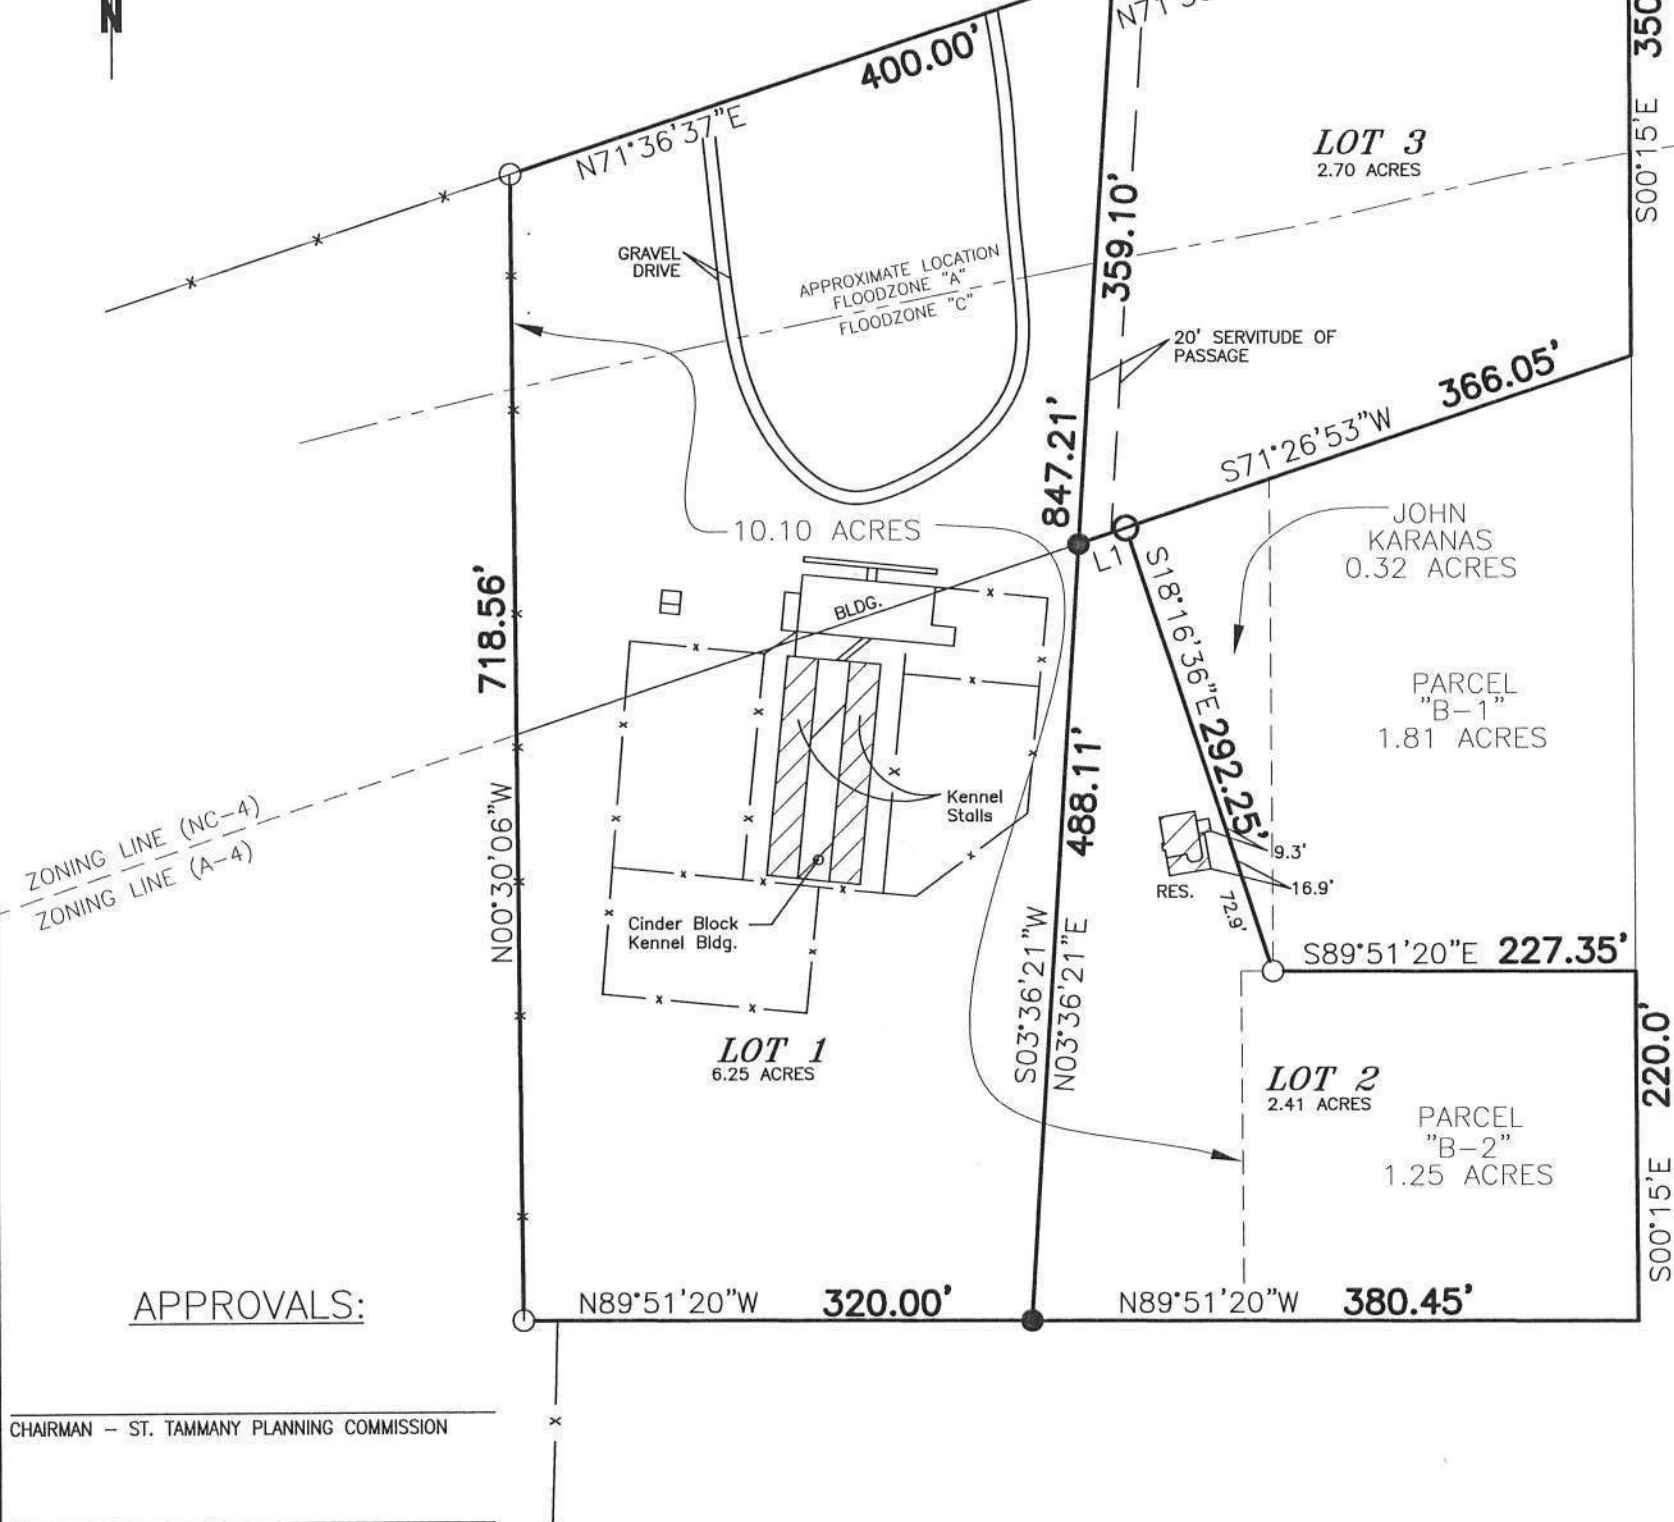 N
N71°36'37"E
400.00'
350
S00°15'E
LOT 3
2.70 ACRES
GRAVEL
DRIVE
APPROXIMATE LOCATION
FLOODZONE "A"
FLOODZONE "C"
359.10'
20' SERVITUDE OF
PASSAGE
366.05'
S71°26'53"W
847.21'
10.10 ACRES
L1
JOHN
KARANAS
0.32 ACRES
718.56'
N00°30'06"W
BLDG.
S18°16'36"E 292.25'
PARCEL
"B-1"
1.81 ACRES
ZONING LINE (NC-4)
ZONING LINE (A-4)
Kennel
Stalls
488.11'
9.3'
16.9'
72.9'
RES.
Cinder Block
Kennel Bldg.
S03°36'21"W
N03°36'21"E
S89°51'20"E 227.35'
LOT 1
6.25 ACRES
LOT 2
2.41 ACRES
PARCEL
"B-2"
1.25 ACRES
220.0'
S00°15'E
N89°51'20"W 320.00'
N89°51'20"W 380.45'
APPROVALS:
CHAIRMAN - ST. TAMMANY PLANNING COMMISSION